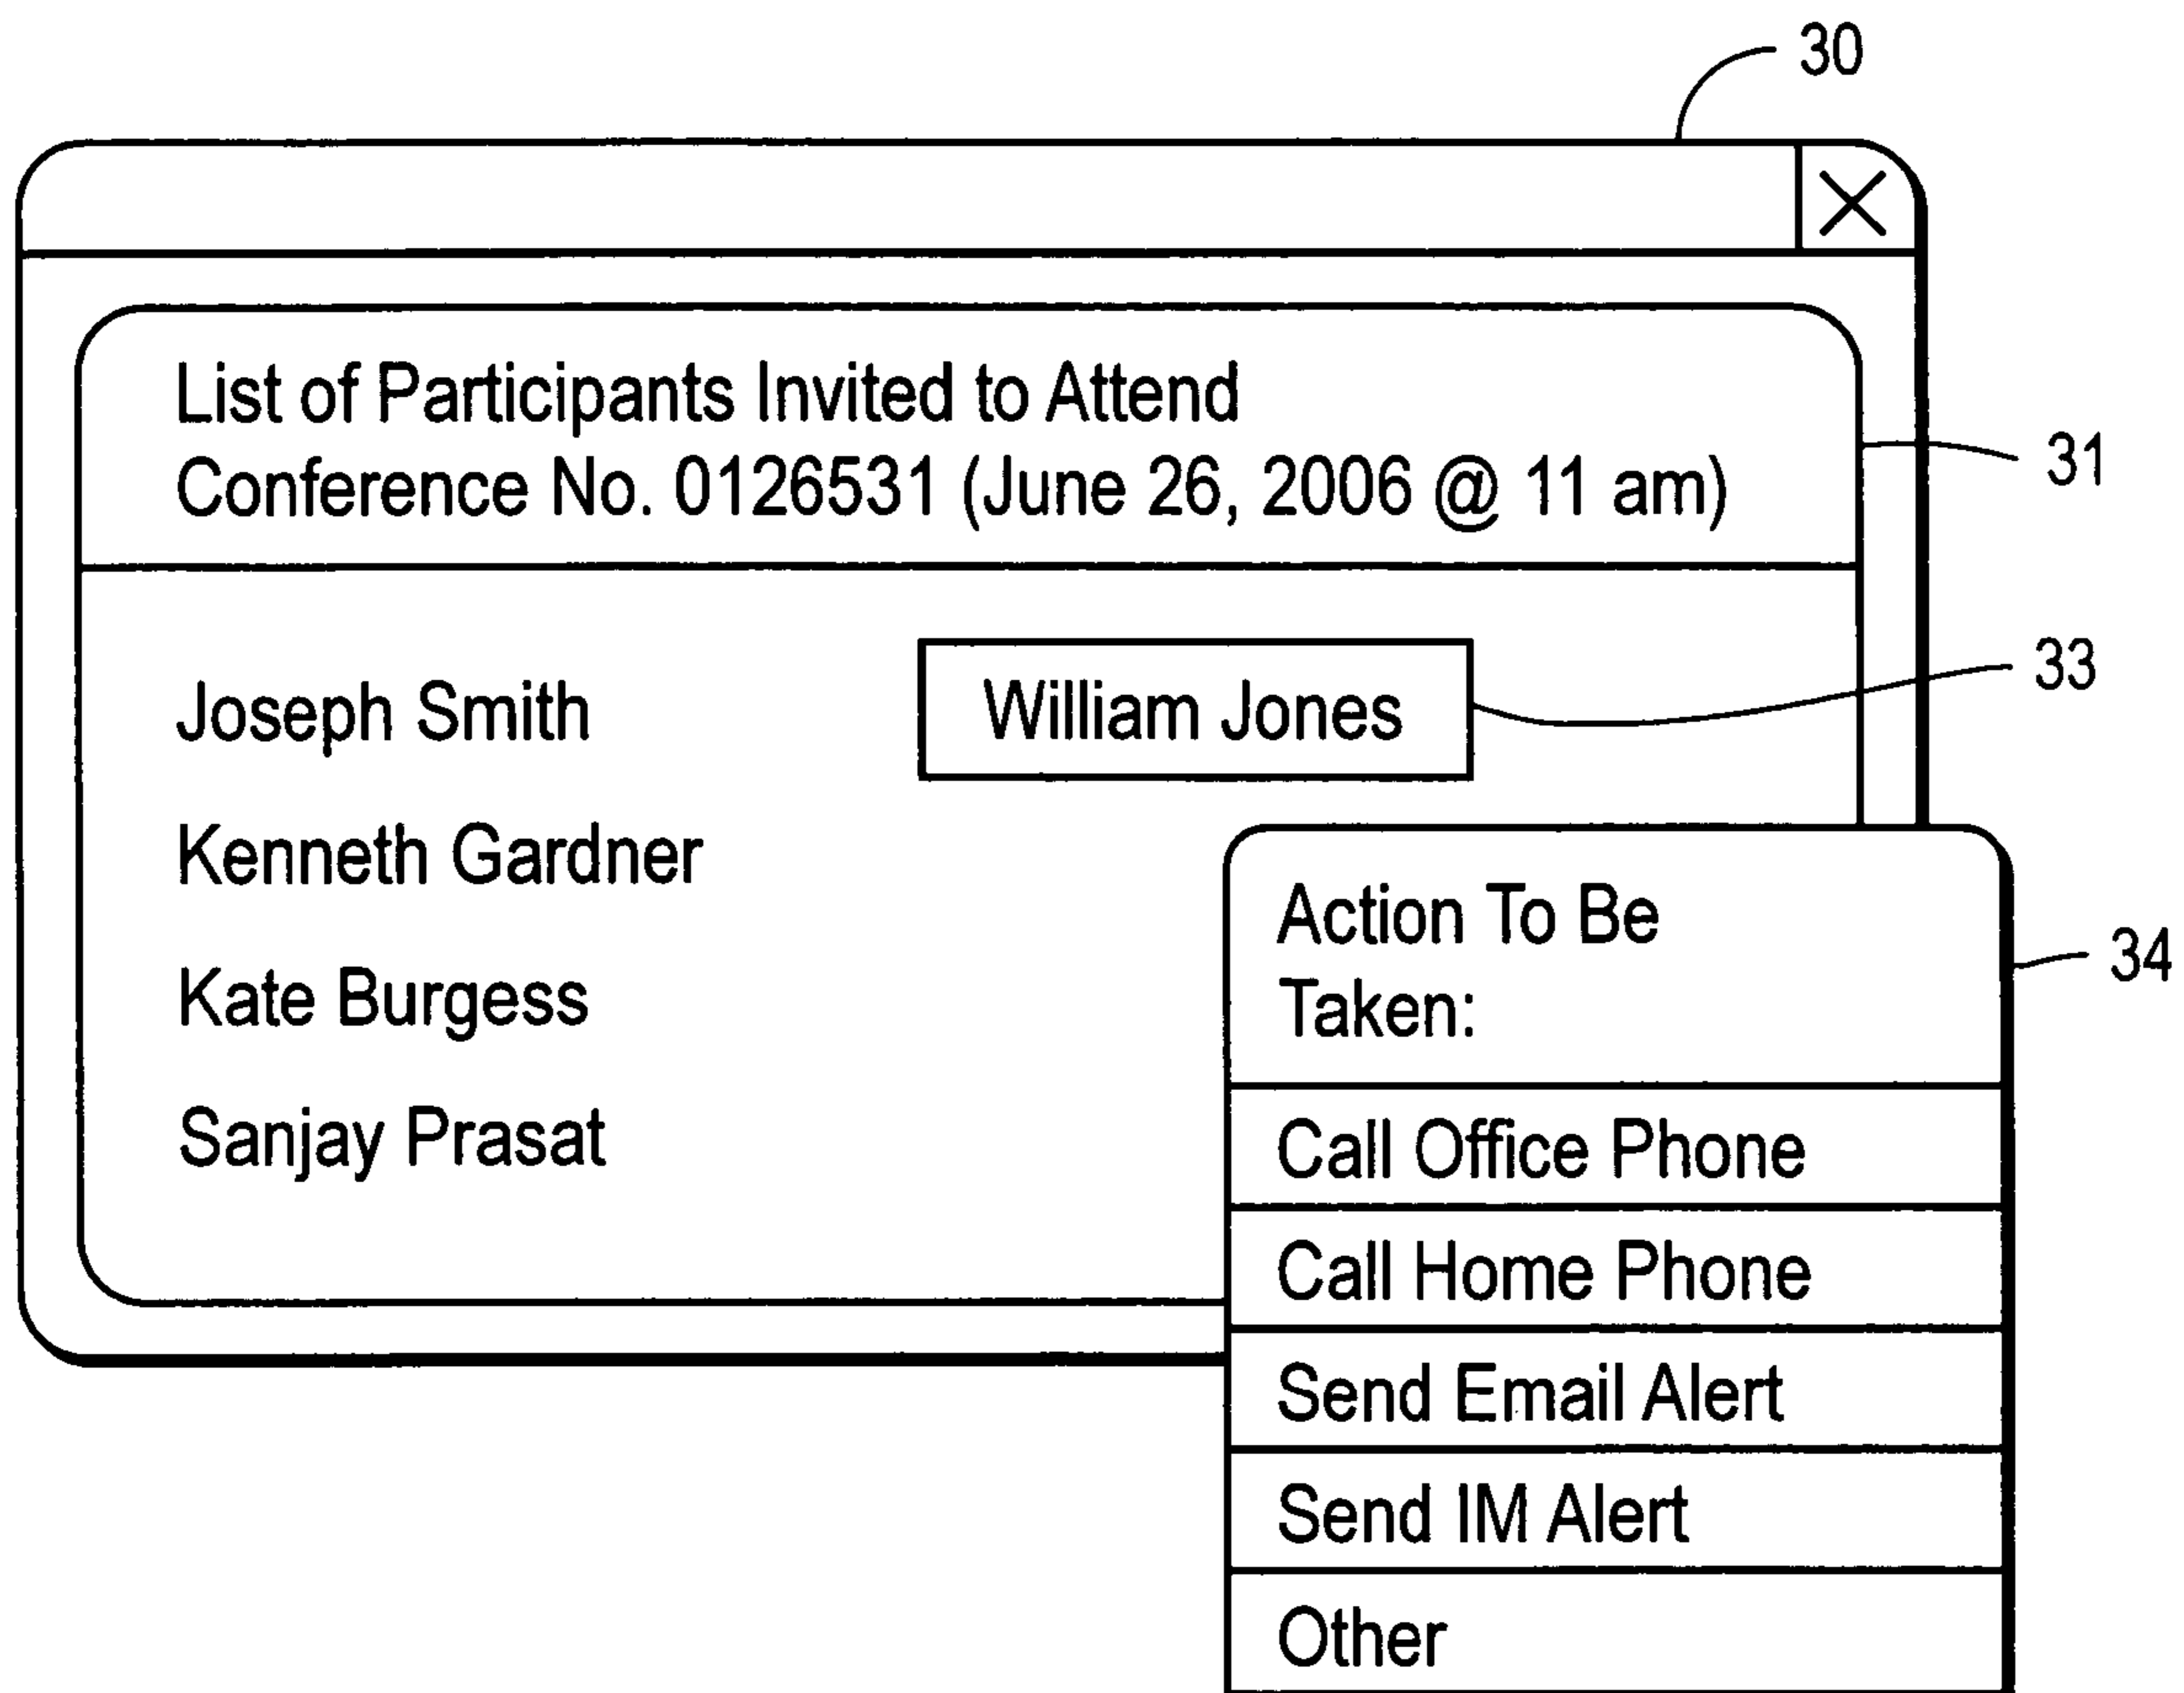 30
List of Participants Invited to Attend
Conference No. 0126531 (June 26, 2006 @ 11 am)
31
Joseph Smith
William Jones
33
Kenneth Gardner
Kate Burgess
Sanjay Prasat
Action To Be
Taken:
34
Call Office Phone
Call Home Phone
Send Email Alert
Send IM Alert
Other